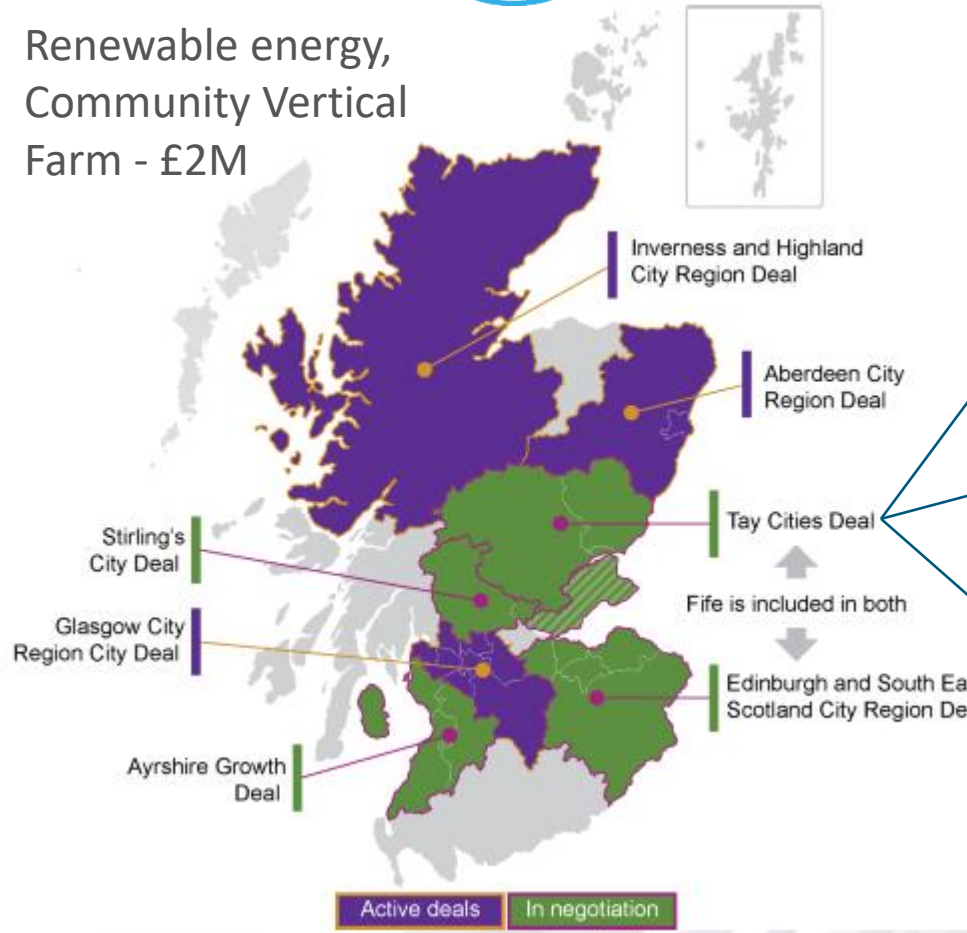 Renewable energy,
Community Vertical
Farm - £2M
Inverness and Highland
City Region Deal
Aberdeen City
Region Deal
Tay Cities Deal
Stirling's
City Deal
Fife is included in both
Glasgow City
Region City Deal
Edinburgh and South Ea
Scotland City Region De
Ayrshire Growth
Deal
Active deals
In negotiation